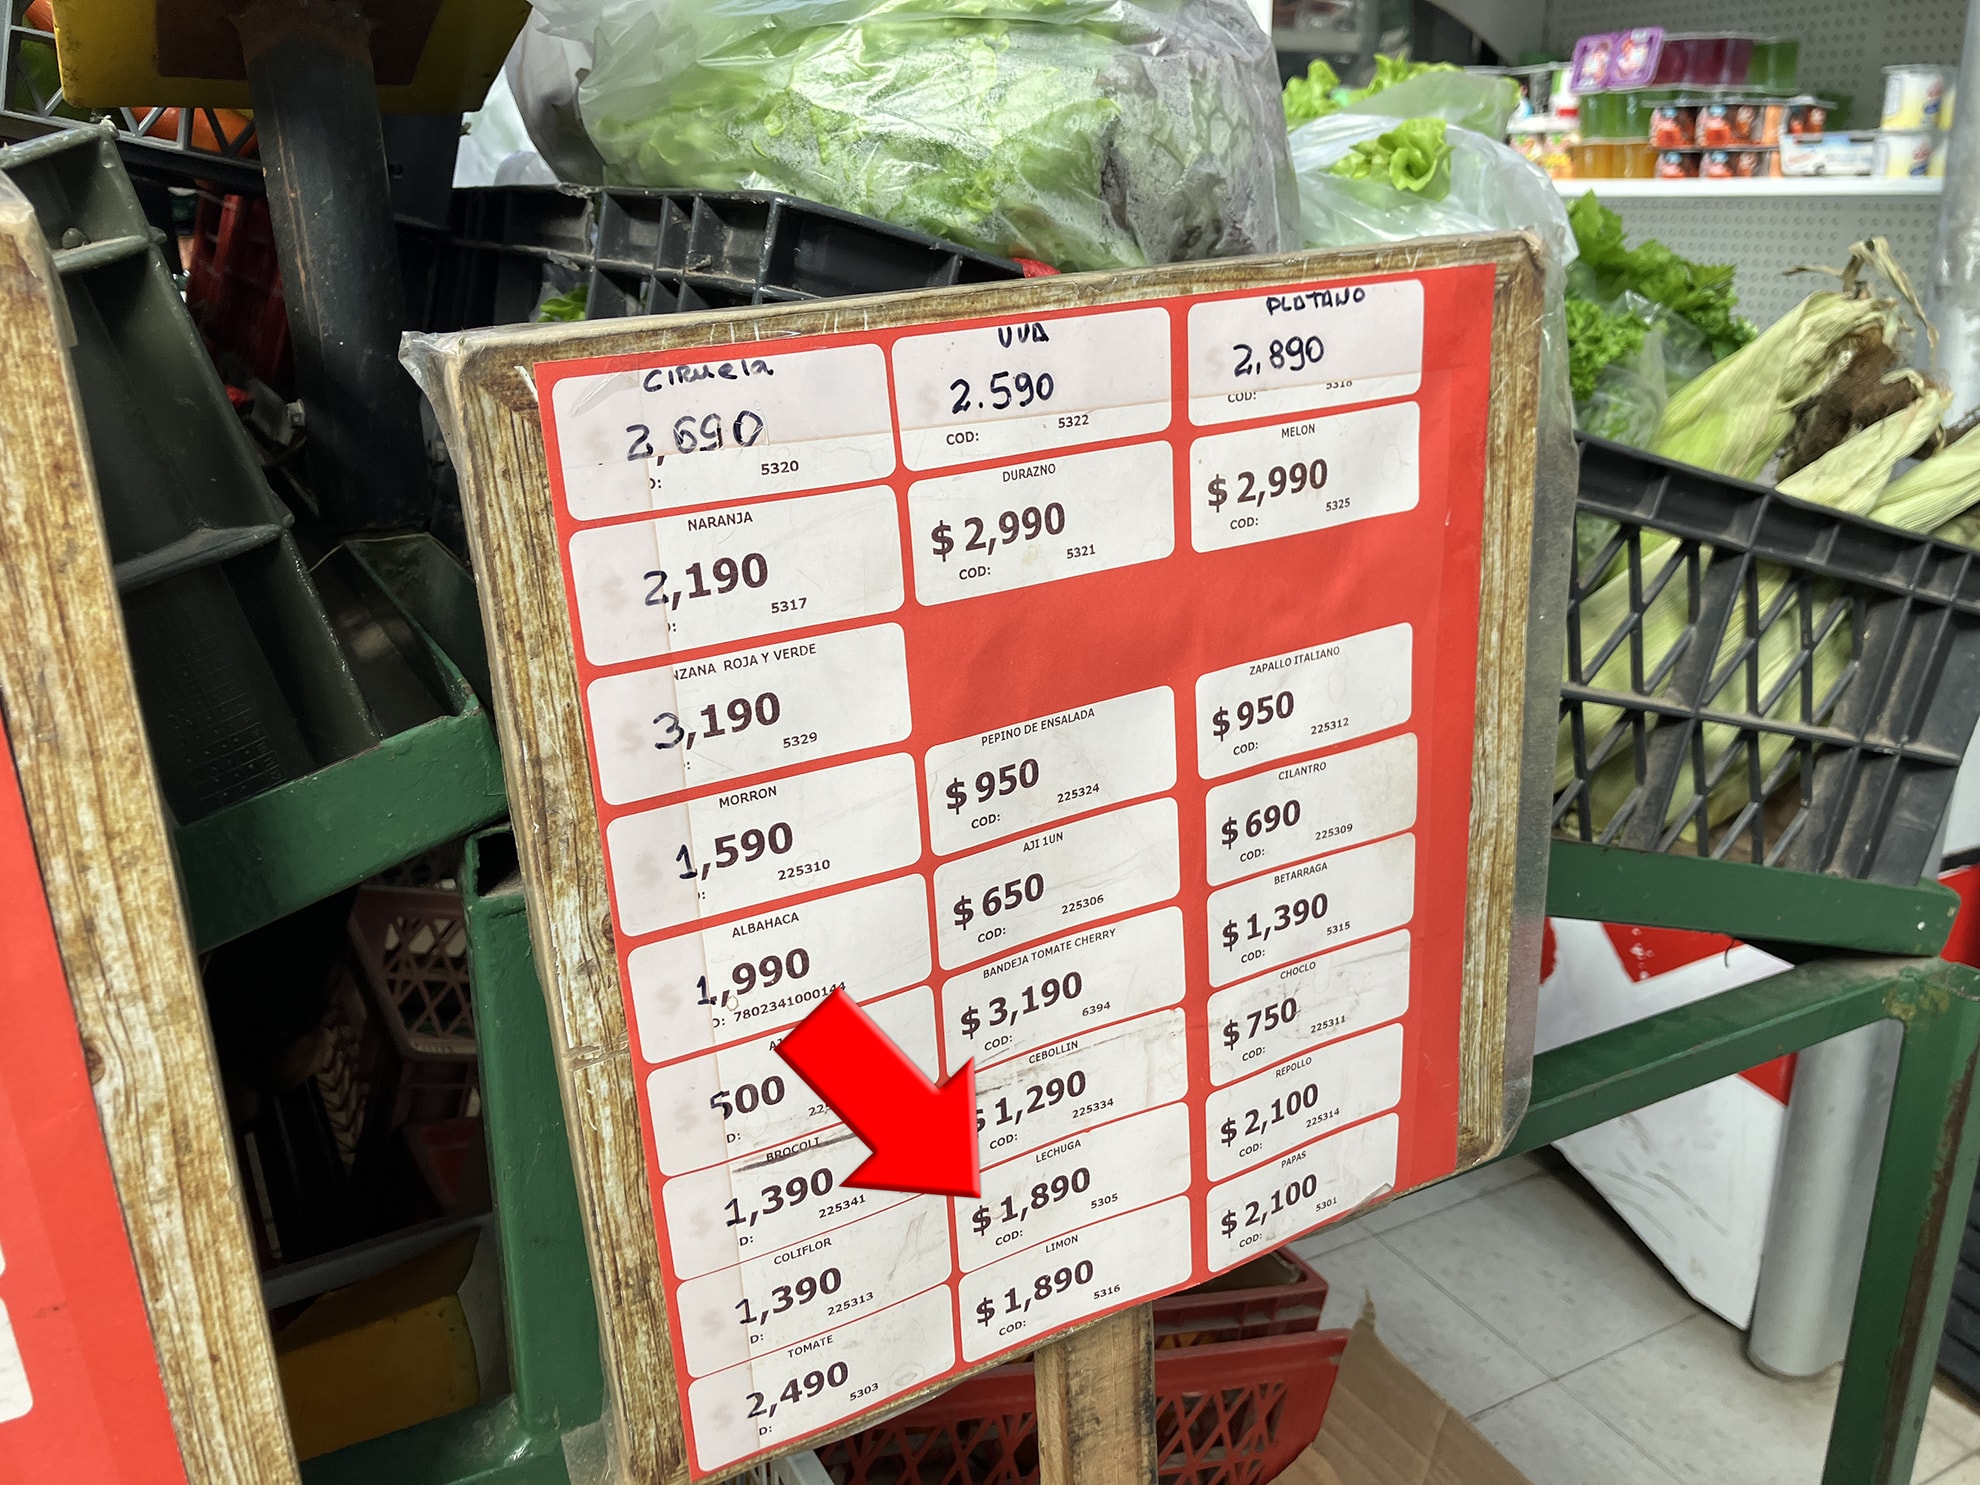 CIRUELA
2,690
5320
UVA
2.590
COD: 5322
PLATANO
2,890
COD: 5318
NARANJA
2,190
5317
DURAZNO
$ 2,990
COD: 5321
MELON
$ 2,990
COD: 5325
NZANA ROJA Y VERDE
3,190
5329
MORRON
1,590
225310
PEPINO DE ENSALADA
$ 950
COD: 225324
ZAPALLO ITALIANO
$ 950
COD: 225312
ALBAHACA
1,990
D: 7802341000144
AJI 1UN
$ 650
COD: 225306
CILANTRO
$ 690
COD: 225309
500
D:
BANDEJA TOMATE CHERRY
$ 3,190
COD: 6394
BETARRAGA
$ 1,390
COD: 5315
BROCOLI
1,390
D: 225341
CEBOLLIN
$ 1,290
COD: 225334
CHOCLO
$ 750
COD: 225311
COLIFLOR
1,390
D: 225313
LECHUGA
$ 1,890
COD: 5305
REPOLLO
$ 2,100
COD: 225314
TOMATE
2,490
D: 5303
LIMON
$ 1,890
COD: 5316
PAPAS
$ 2,100
COD: 5301